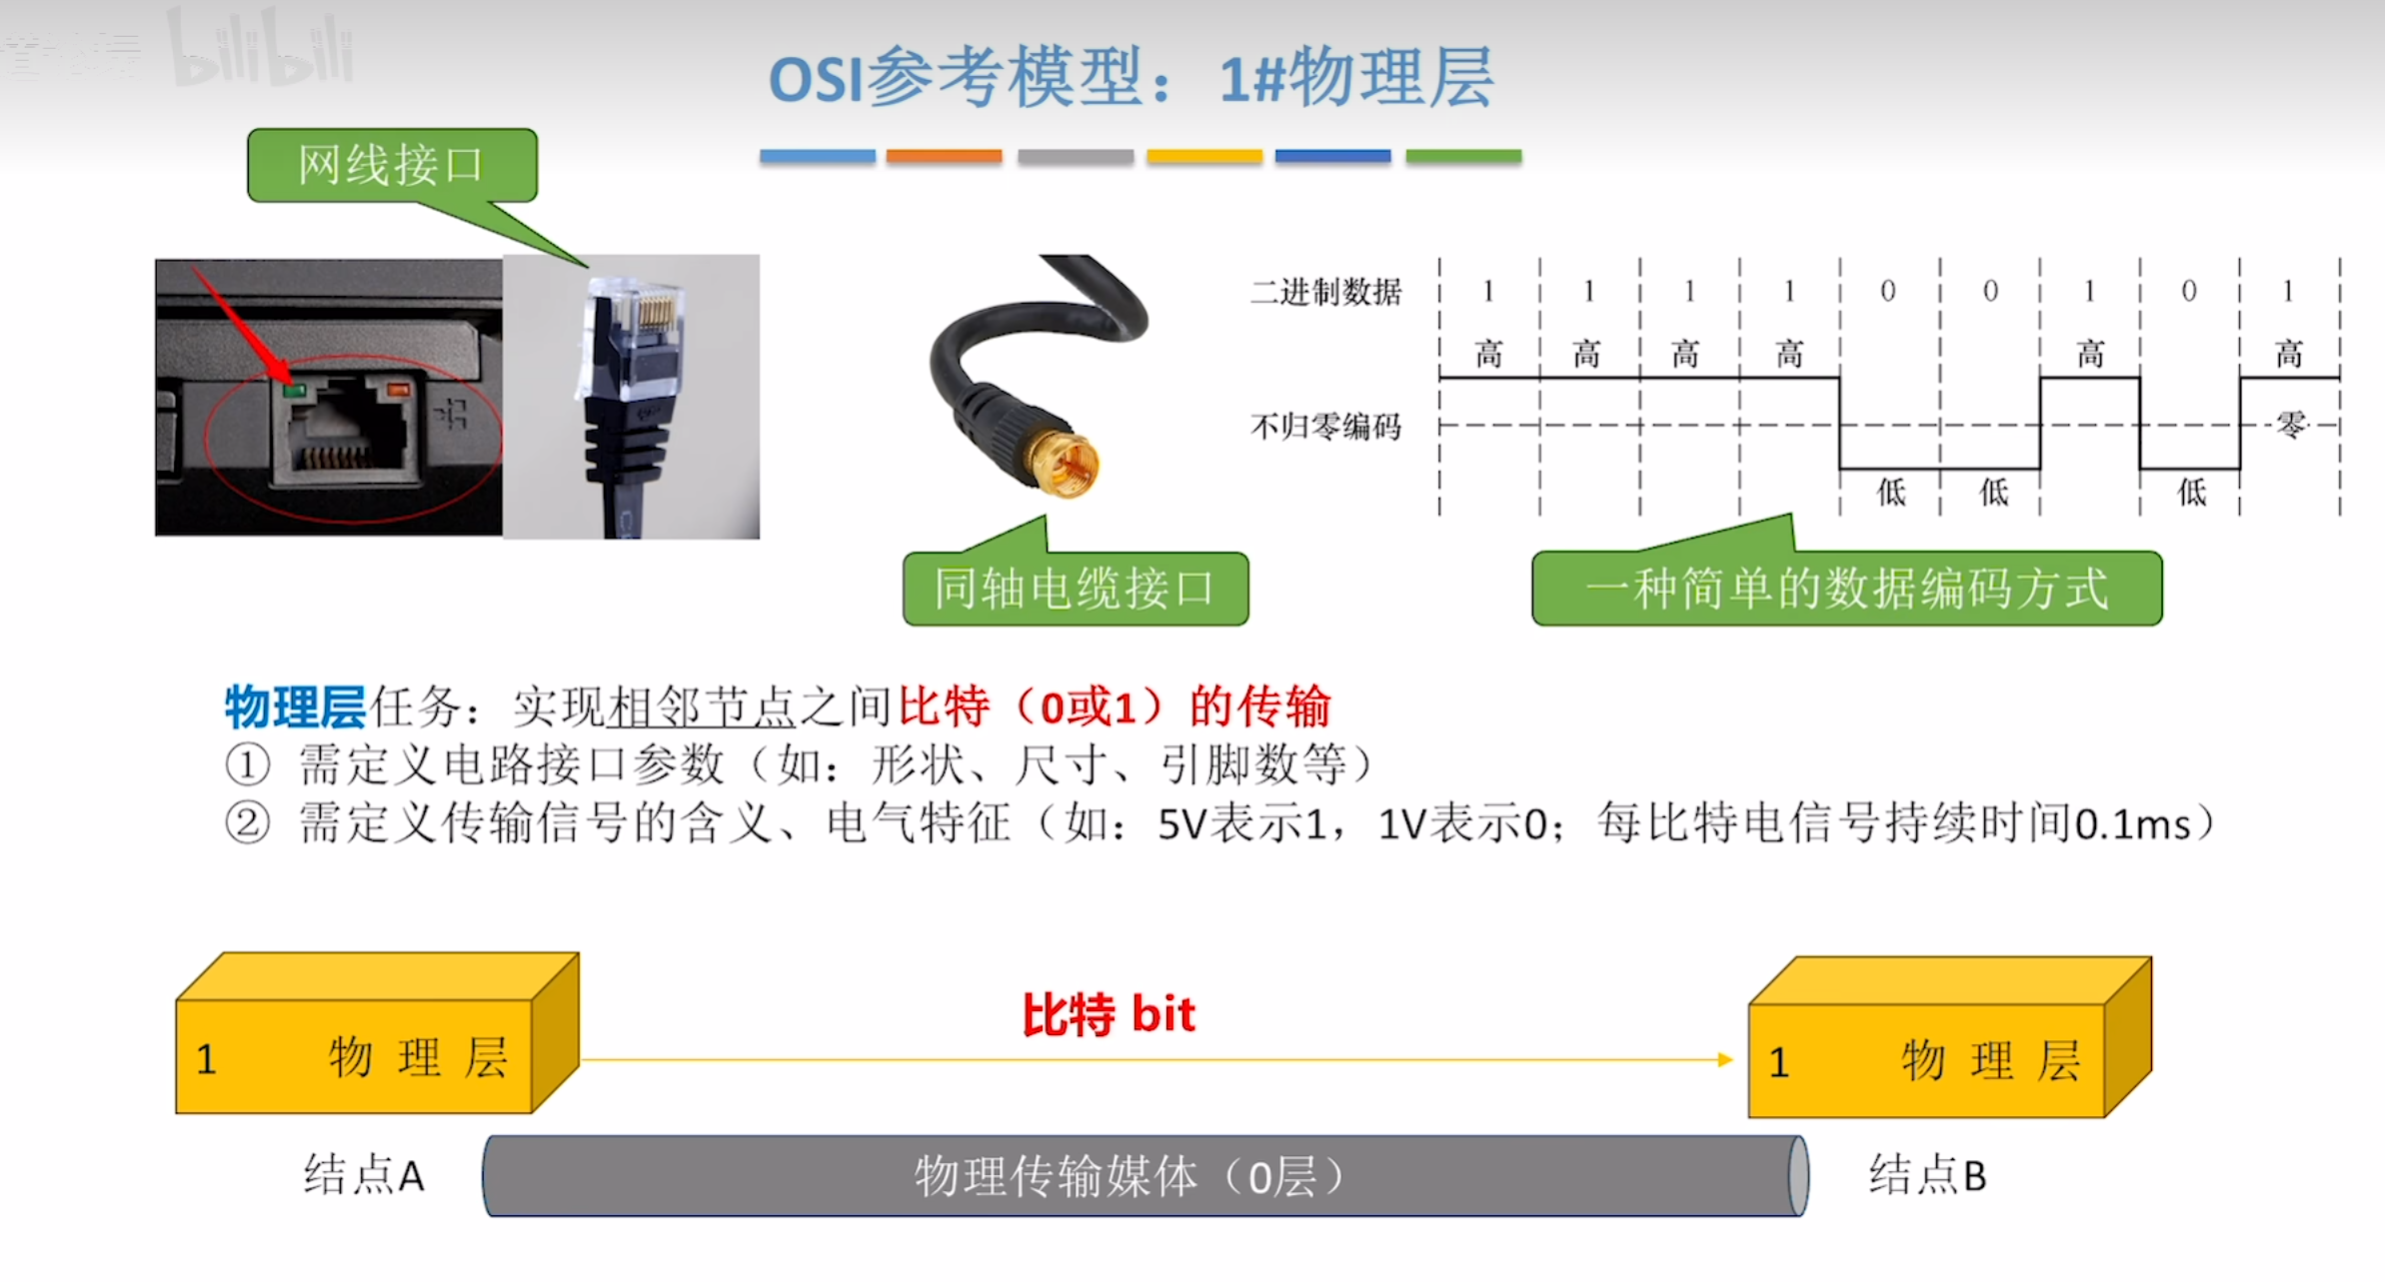 bilibili
OSI参考模型：1#物理层
网线接口
二进制数据 1 1 1 1 0 0 1 0 1
高 高 高 高 高 高
不归零编码 零
低 低 低
同轴电缆接口
一种简单的数据编码方式
物理层任务：实现相邻节点之间比特（0或1）的传输
① 需定义电路接口参数（如：形状、尺寸、引脚数等）
② 需定义传输信号的含义、电气特征（如：5V表示1，1V表示0；每比特电信号持续时间0.1ms）
比特 bit
1 物理层
1 物理层
结点A
物理传输媒体（0层）
结点B